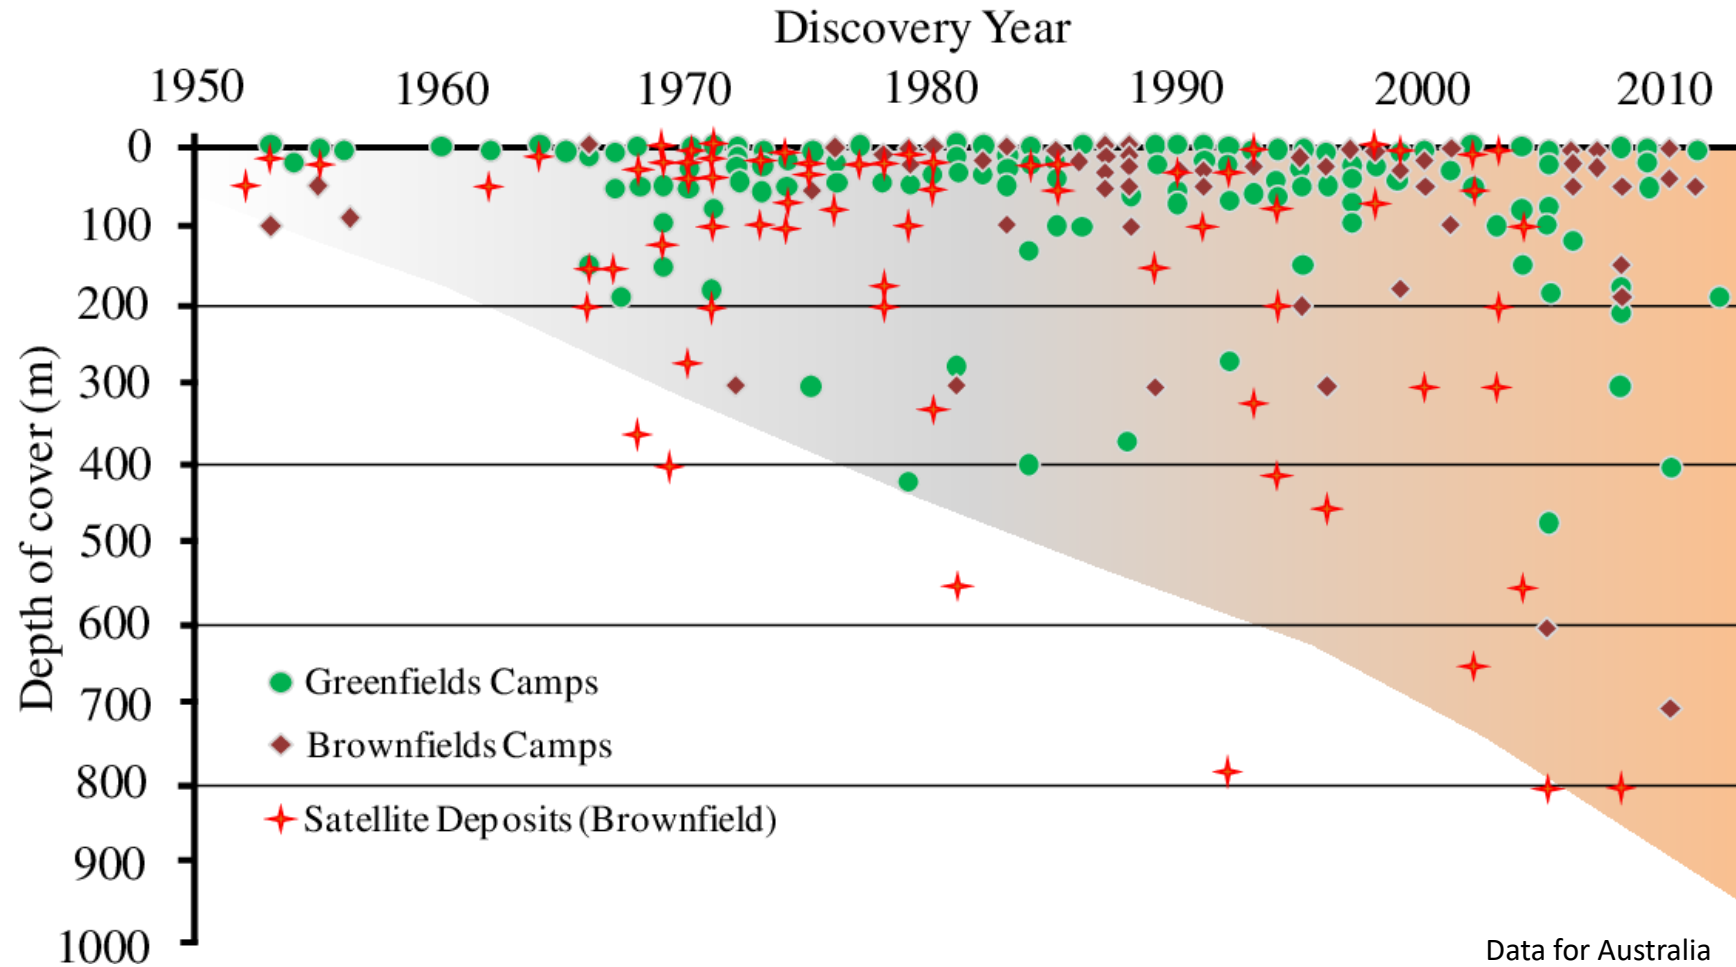 Discovery Year
1950 1960 1970 1980 1990 2000 2010
Depth of cover (m)
0
100
200
300
400
500
600
700
800
900
1000
Greenfields Camps
Brownfields Camps
Satellite Deposits (Brownfield)
Data for Australia